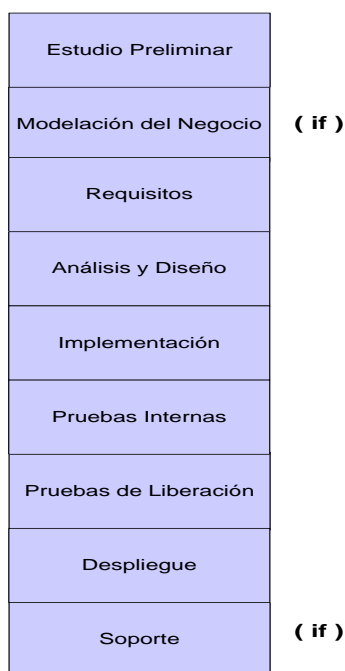 Estudio Preliminar
Modelación del Negocio ( if )
Requisitos
Análisis y Diseño
Implementación
Pruebas Internas
Pruebas de Liberación
Despliegue
Soporte ( if )